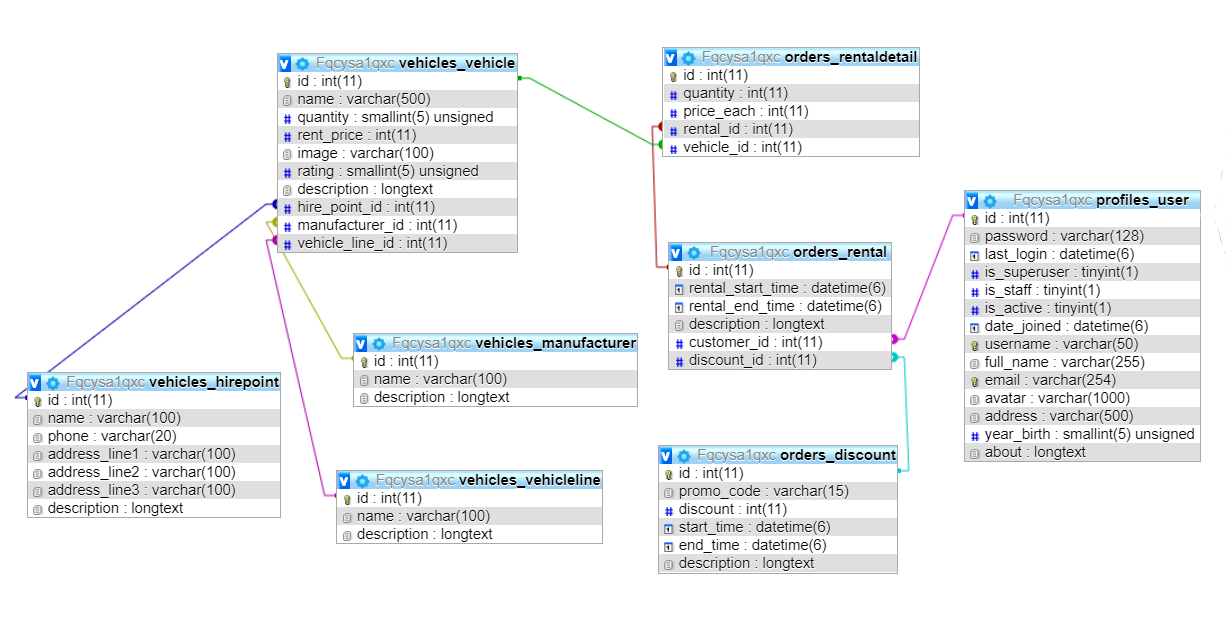 Fqcysa1qxc vehicles_vehicle
id : int(11)
name : varchar(500)
quantity : smallint(5) unsigned
rent_price : int(11)
image : varchar(100)
rating : smallint(5) unsigned
description : longtext
hire_point_id : int(11)
manufacturer_id : int(11)
vehicle_line_id : int(11)
Fqcysa1qxc orders_rentaldetail
id : int(11)
quantity : int(11)
price_each : int(11)
rental_id : int(11)
vehicle_id : int(11)
Fqcysa1qxc profiles_user
id : int(11)
password : varchar(128)
last_login : datetime(6)
is_superuser : tinyint(1)
is_staff : tinyint(1)
is_active : tinyint(1)
date_joined : datetime(6)
username : varchar(50)
full_name : varchar(255)
email : varchar(254)
avatar : varchar(1000)
address : varchar(500)
year_birth : smallint(5) unsigned
about : longtext
Fqcysa1qxc orders_rental
id : int(11)
rental_start_time : datetime(6)
rental_end_time : datetime(6)
description : longtext
customer_id : int(11)
discount_id : int(11)
Fqcysa1qxc vehicles_manufacturer
id : int(11)
name : varchar(100)
description : longtext
Fqcysa1qxc vehicles_hirepoint
id : int(11)
name : varchar(100)
phone : varchar(20)
address_line1 : varchar(100)
address_line2 : varchar(100)
address_line3 : varchar(100)
description : longtext
Fqcysa1qxc vehicles_vehicleline
id : int(11)
name : varchar(100)
description : longtext
Fqcysa1qxc orders_discount
id : int(11)
promo_code : varchar(15)
discount : int(11)
start_time : datetime(6)
end_time : datetime(6)
description : longtext